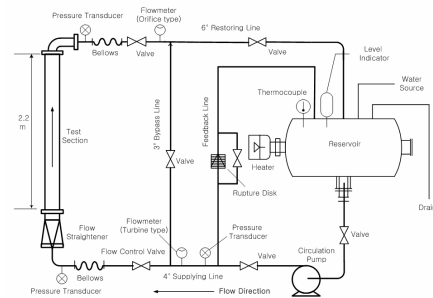 Pressure Transducer
Flowmeter
(Orifice type)
6" Restoring Line
Bellows
Valve
Valve
Level
Indicator
Thermocouple
Water
Source
2.2
m
Test
Section
3" Bypass Line
Feedback Line
Valve
Heater
Reservoir
Rupture Disk
Drai
Flow
Straightener
Flowmeter
(Turbine type)
Pressure
Transducer
Flow Control Valve
Circulation
Pump
Valve
Bellows
4" Supplying Line
Valve
Pressure Transducer
Flow Direction